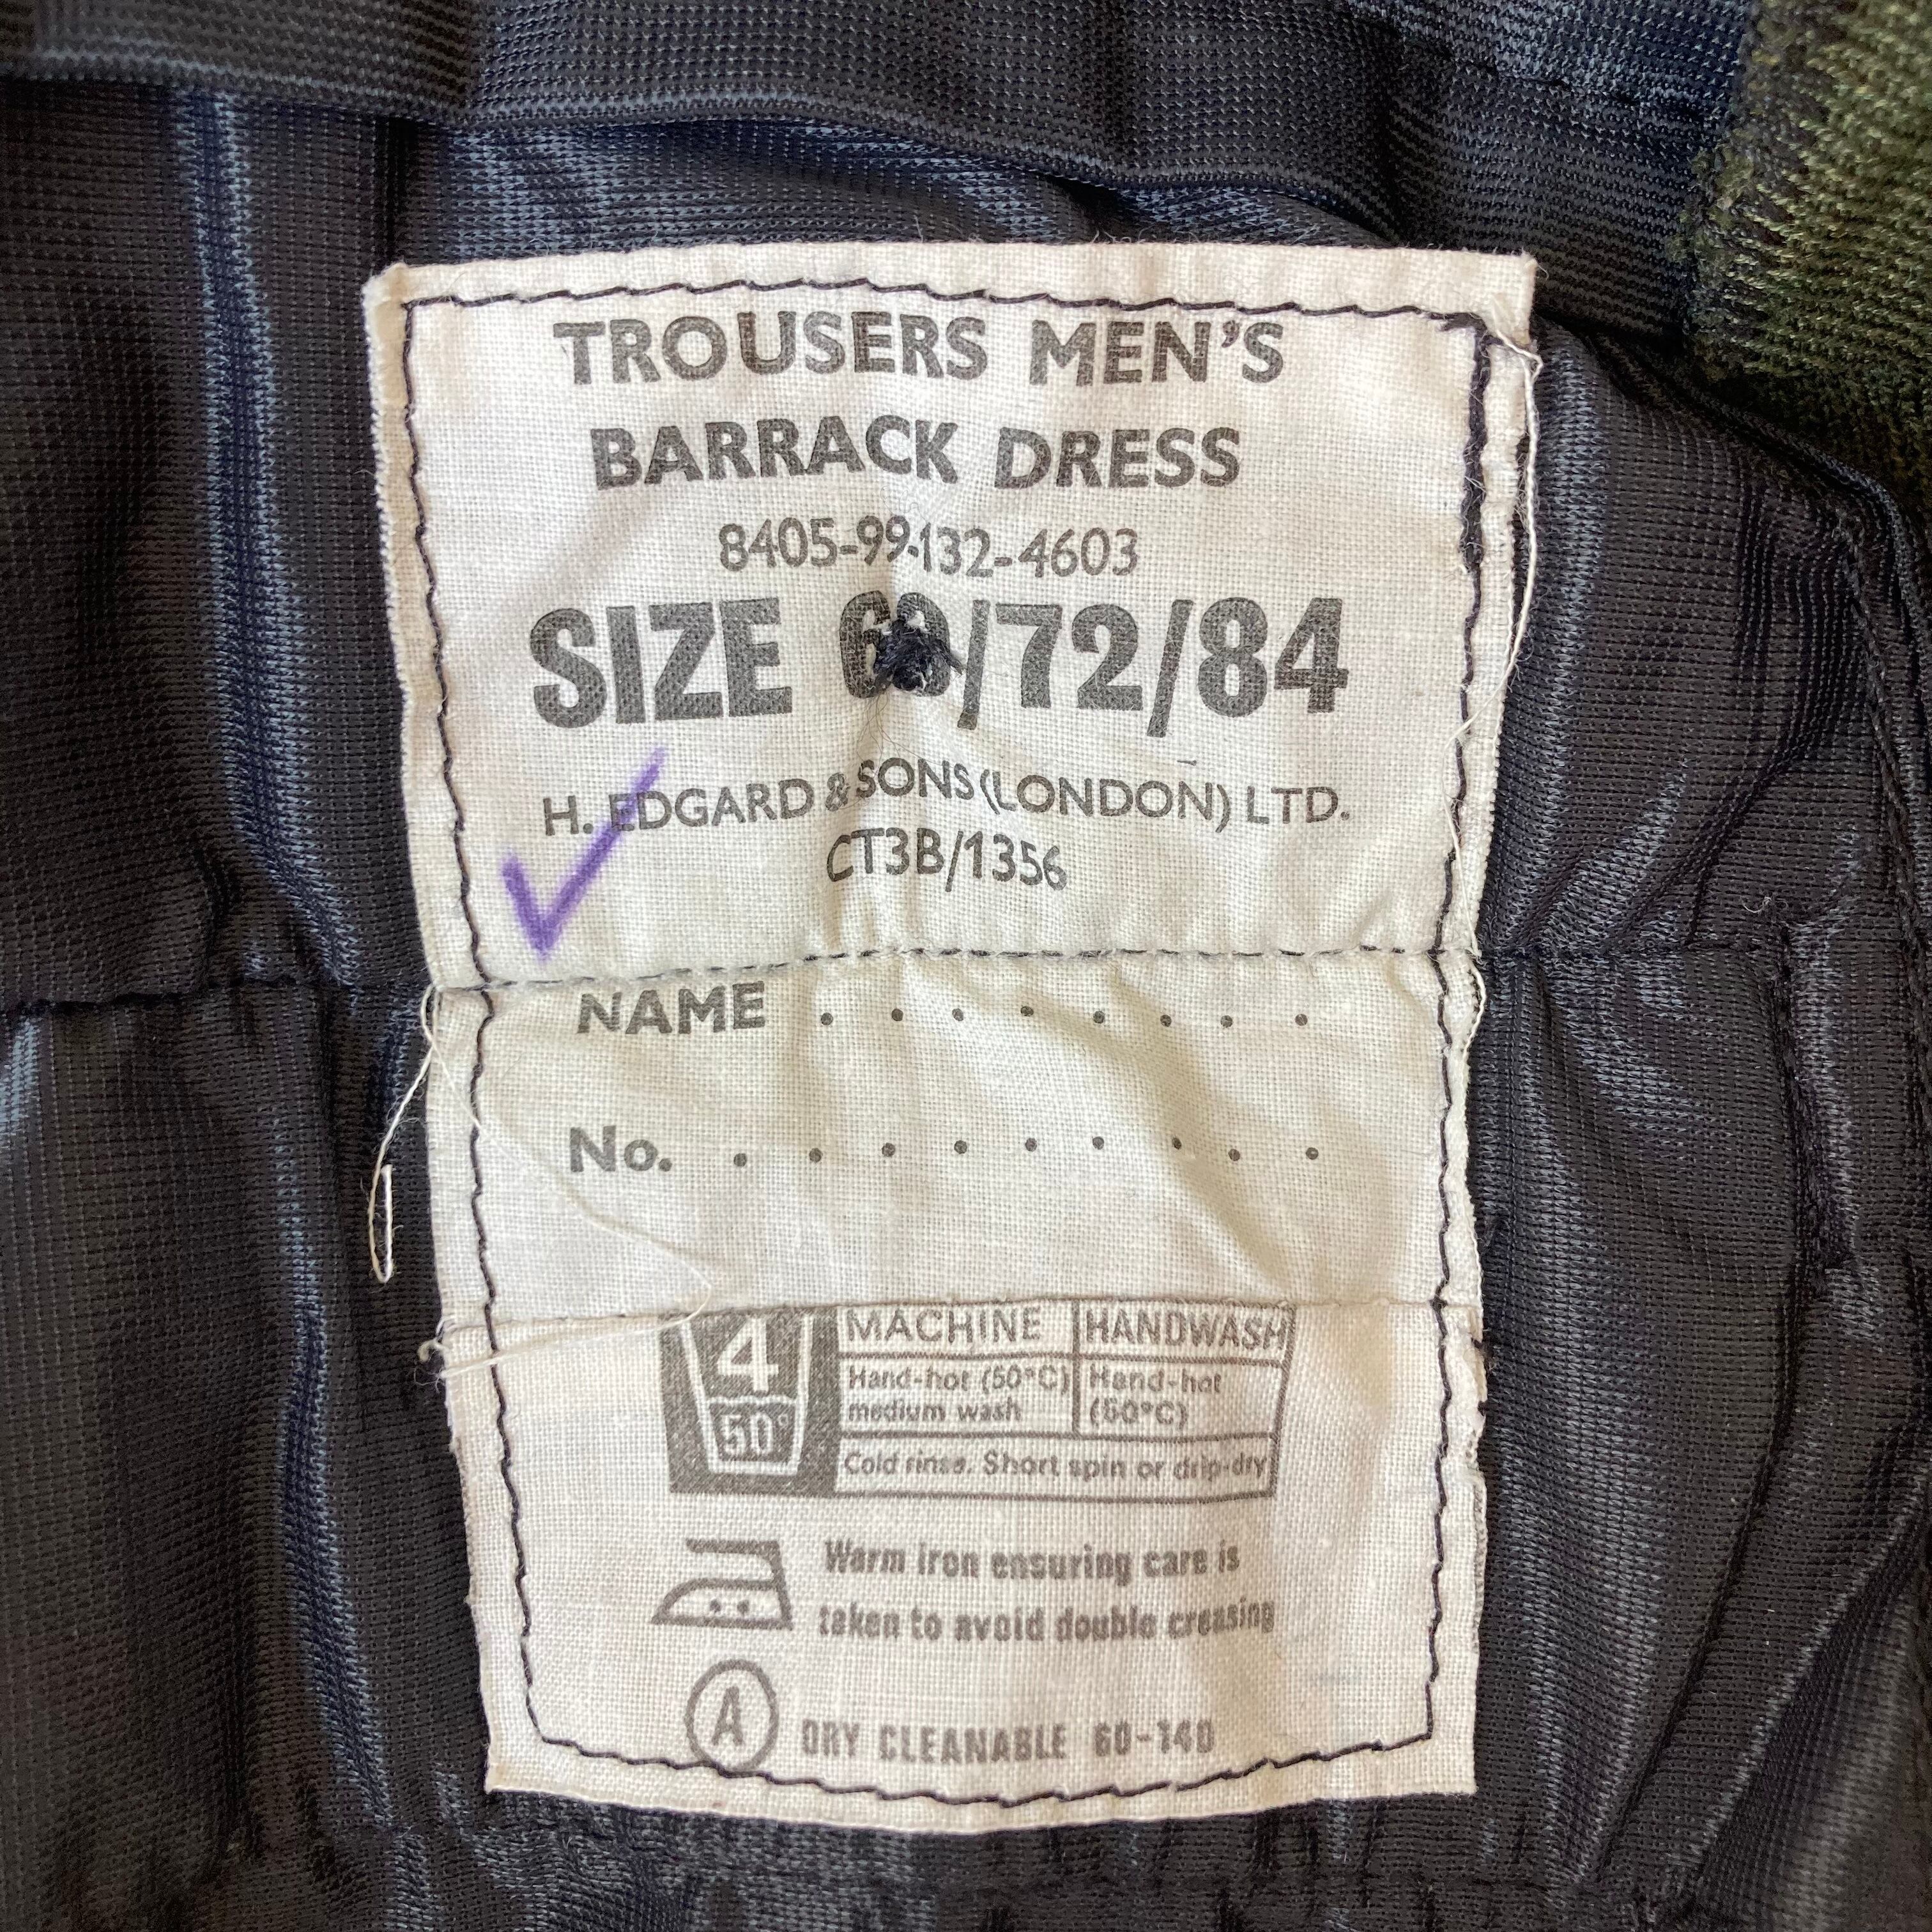 TROUSERS MEN'S
BARRACK DRESS
8405-99-132-4603
SIZE /72/84
H. EDGARD & SONS (LONDON) LTD.
CT3B/1356
NAME . . . . . . . .
No. . . . . . . . . .
4 MACHINE HANDWASH
50° Hand-hot (50°C) Hand-hot
medium wash (50°C)
Cold rinse. Short spin or drip-dry
Warm iron ensuring care is
taken to avoid double creasing
A DRY CLEANABLE 60-140